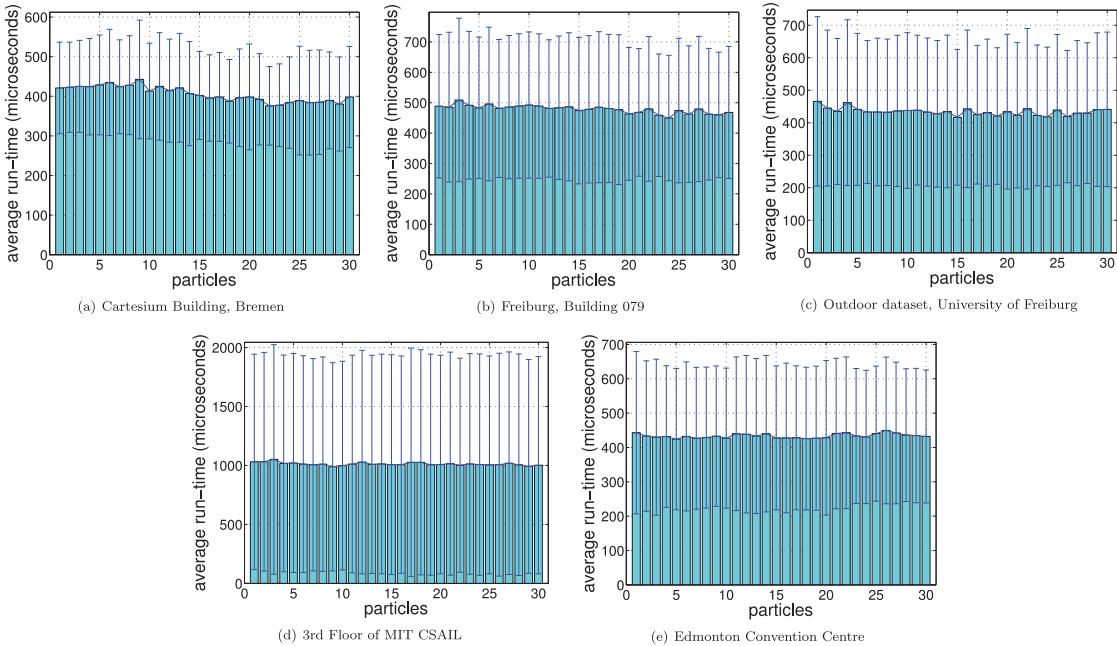 600
500
400
300
200
100
0
0 5 10 15 20 25 30
average run-time (microseconds)
particles
(a) Cartesium Building, Bremen
700
600
500
400
300
200
100
0
0 5 10 15 20 25 30
average run-time (microseconds)
particles
(b) Freiburg, Building 079
700
600
500
400
300
200
100
0
0 5 10 15 20 25 30
average run-time (microseconds)
particles
(c) Outdoor dataset, University of Freiburg
2000
1500
1000
500
0
0 5 10 15 20 25 30
average run-time (microseconds)
particles
(d) 3rd Floor of MIT CSAIL
700
600
500
400
300
200
100
0
0 5 10 15 20 25 30
average run-time (microseconds)
particles
(e) Edmonton Convention Centre